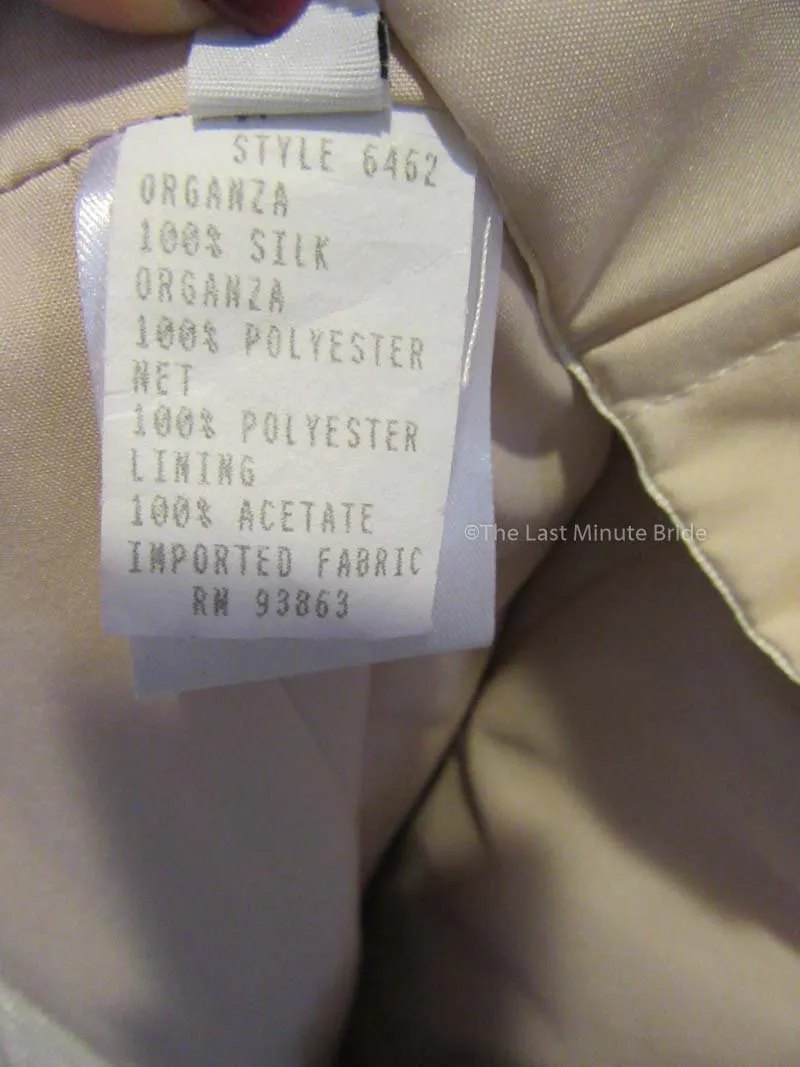 STYLE 6462
ORGANZA
100% SILK
ORGANZA
100% POLYESTER
NET
100% POLYESTER
LINING
100% ACETATE
IMPORTED FABRIC
RN 93863
©The Last Minute Bride